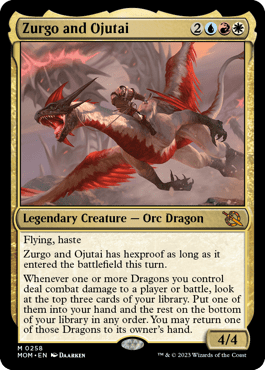 Zurgo and Ojutai 2
Legendary Creature — Orc Dragon
Flying, haste
Zurgo and Ojutai has hexproof as long as it
entered the battlefield this turn.
Whenever one or more Dragons you control
deal combat damage to a player or battle, look
at the top three cards of your library. Put one of
them into your hand and the rest on the bottom
of your library in any order. You may return one
of those Dragons to its owner's hand.
4/4
M 0258
MOM • EN DAARKEN
™ & © 2023 Wizards of the Coast